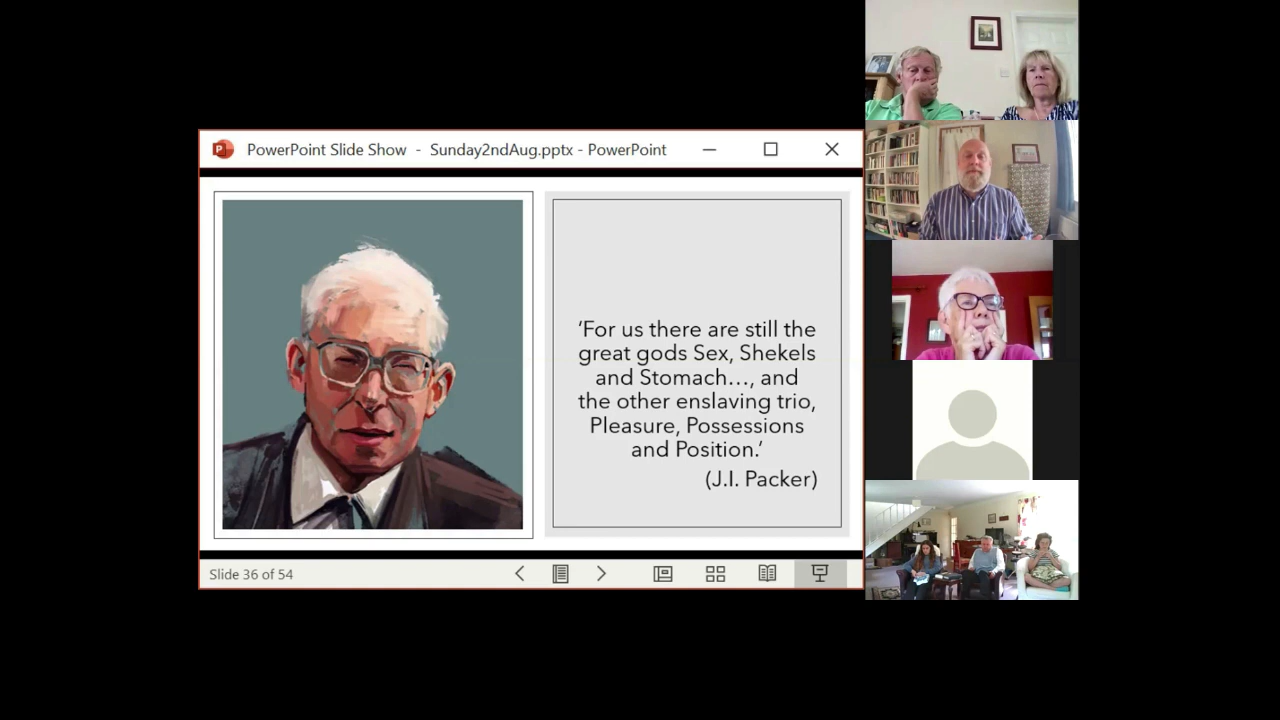 PowerPoint Slide Show - Sunday2ndAug.pptx - PowerPoint
‘For us there are still the
great gods Sex, Shekels
and Stomach…, and
the other enslaving trio,
Pleasure, Possessions
and Position.’
(J.I. Packer)
Slide 36 of 54